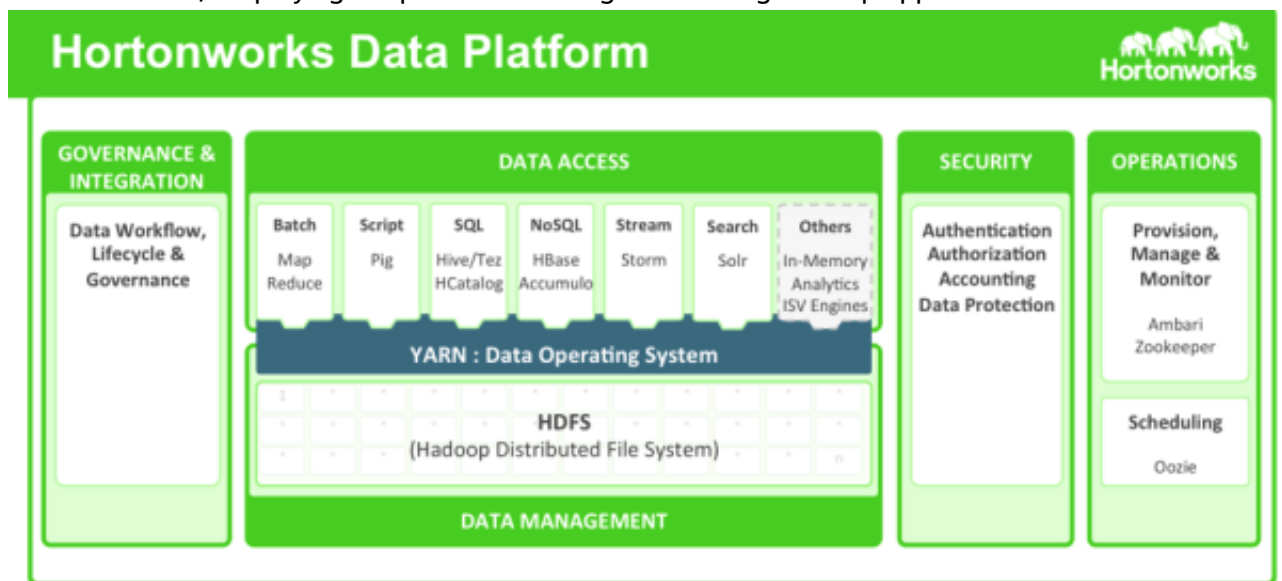 Hortonworks Data Platform
Hortonworks
GOVERNANCE &
INTEGRATION
Data Workflow,
Lifecycle &
Governance
DATA ACCESS
Batch
Map
Reduce
Script
Pig
SQL
Hive/Tez
HCatalog
NoSQL
HBase
Accumulo
Stream
Storm
Search
Solr
Others
In-Memory
Analytics
ISV Engines
YARN : Data Operating System
1
HDFS
(Hadoop Distributed File System)
n
DATA MANAGEMENT
SECURITY
Authentication
Authorization
Accounting
Data Protection
OPERATIONS
Provision,
Manage &
Monitor
Ambari
Zookeeper
Scheduling
Oozie